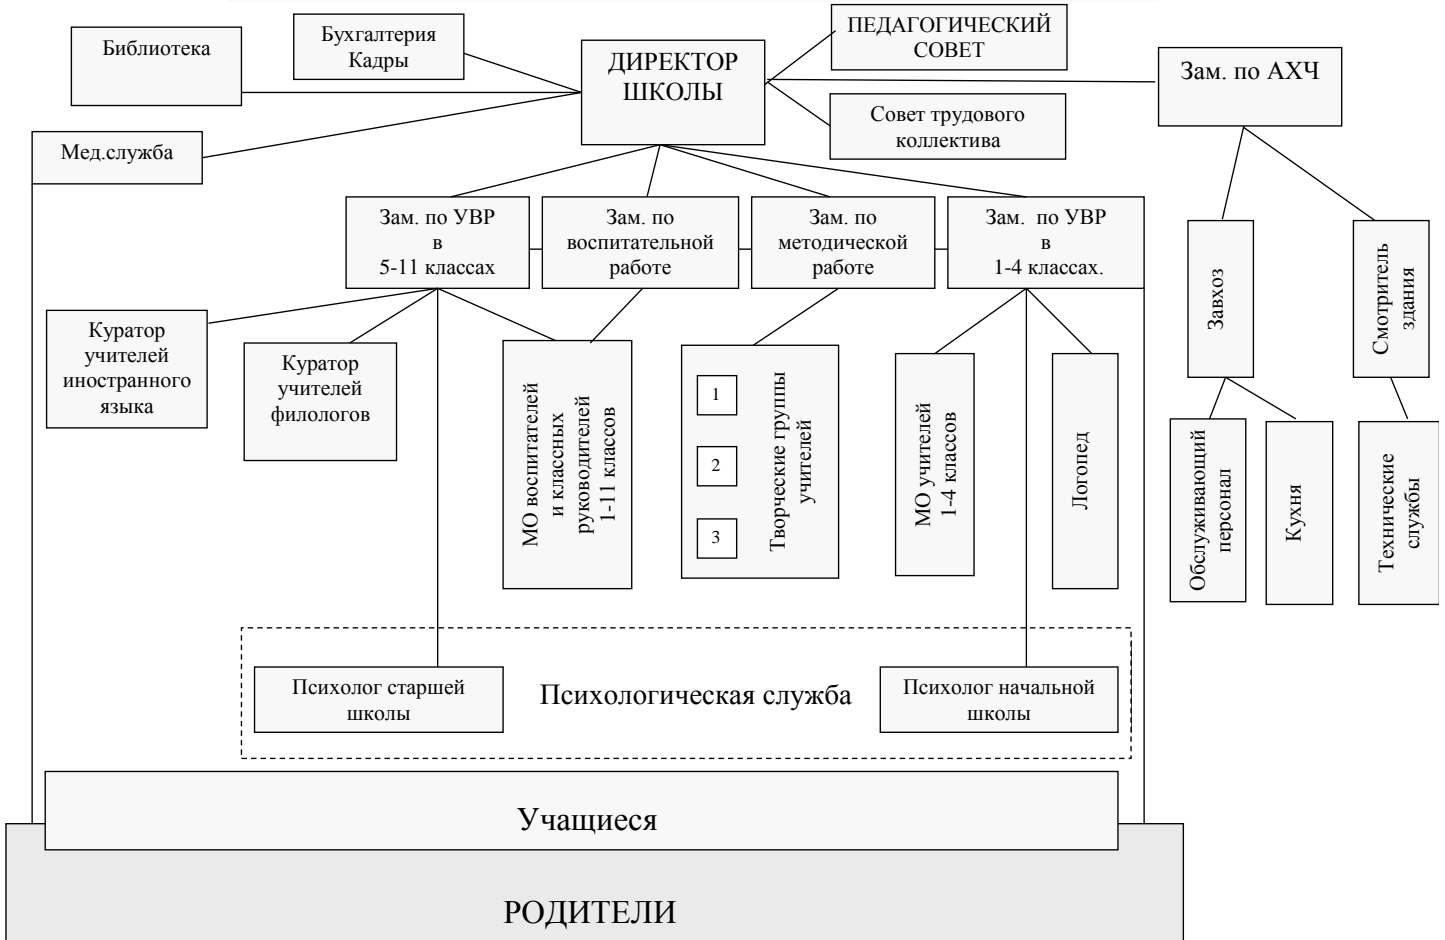 Библиотека
Бухгалтерия
Кадры
ДИРЕКТОР
ШКОЛЫ
ПЕДАГОГИЧЕСКИЙ
СОВЕТ
Зам. по АХЧ
Совет трудового
коллектива
Мед.служба
Зам. по УВР
в
5-11 классах
Зам. по
воспитательной
работе
Зам. по
методической
работе
Зам. по УВР
в
1-4 классах.
Завхоз
Смотритель
здания
Куратор
учителей
иностранного
языка
Куратор
учителей
филологов
МО воспитателей
и классных
руководителей
1-11 классов
1
2
3
Творческие группы
учителей
МО учителей
1-4 классов
Логопед
Обслуживающий
персонал
Кухня
Технические
службы
Психолог старшей
школы
Психологическая служба
Психолог начальной
школы
Учащиеся
РОДИТЕЛИ